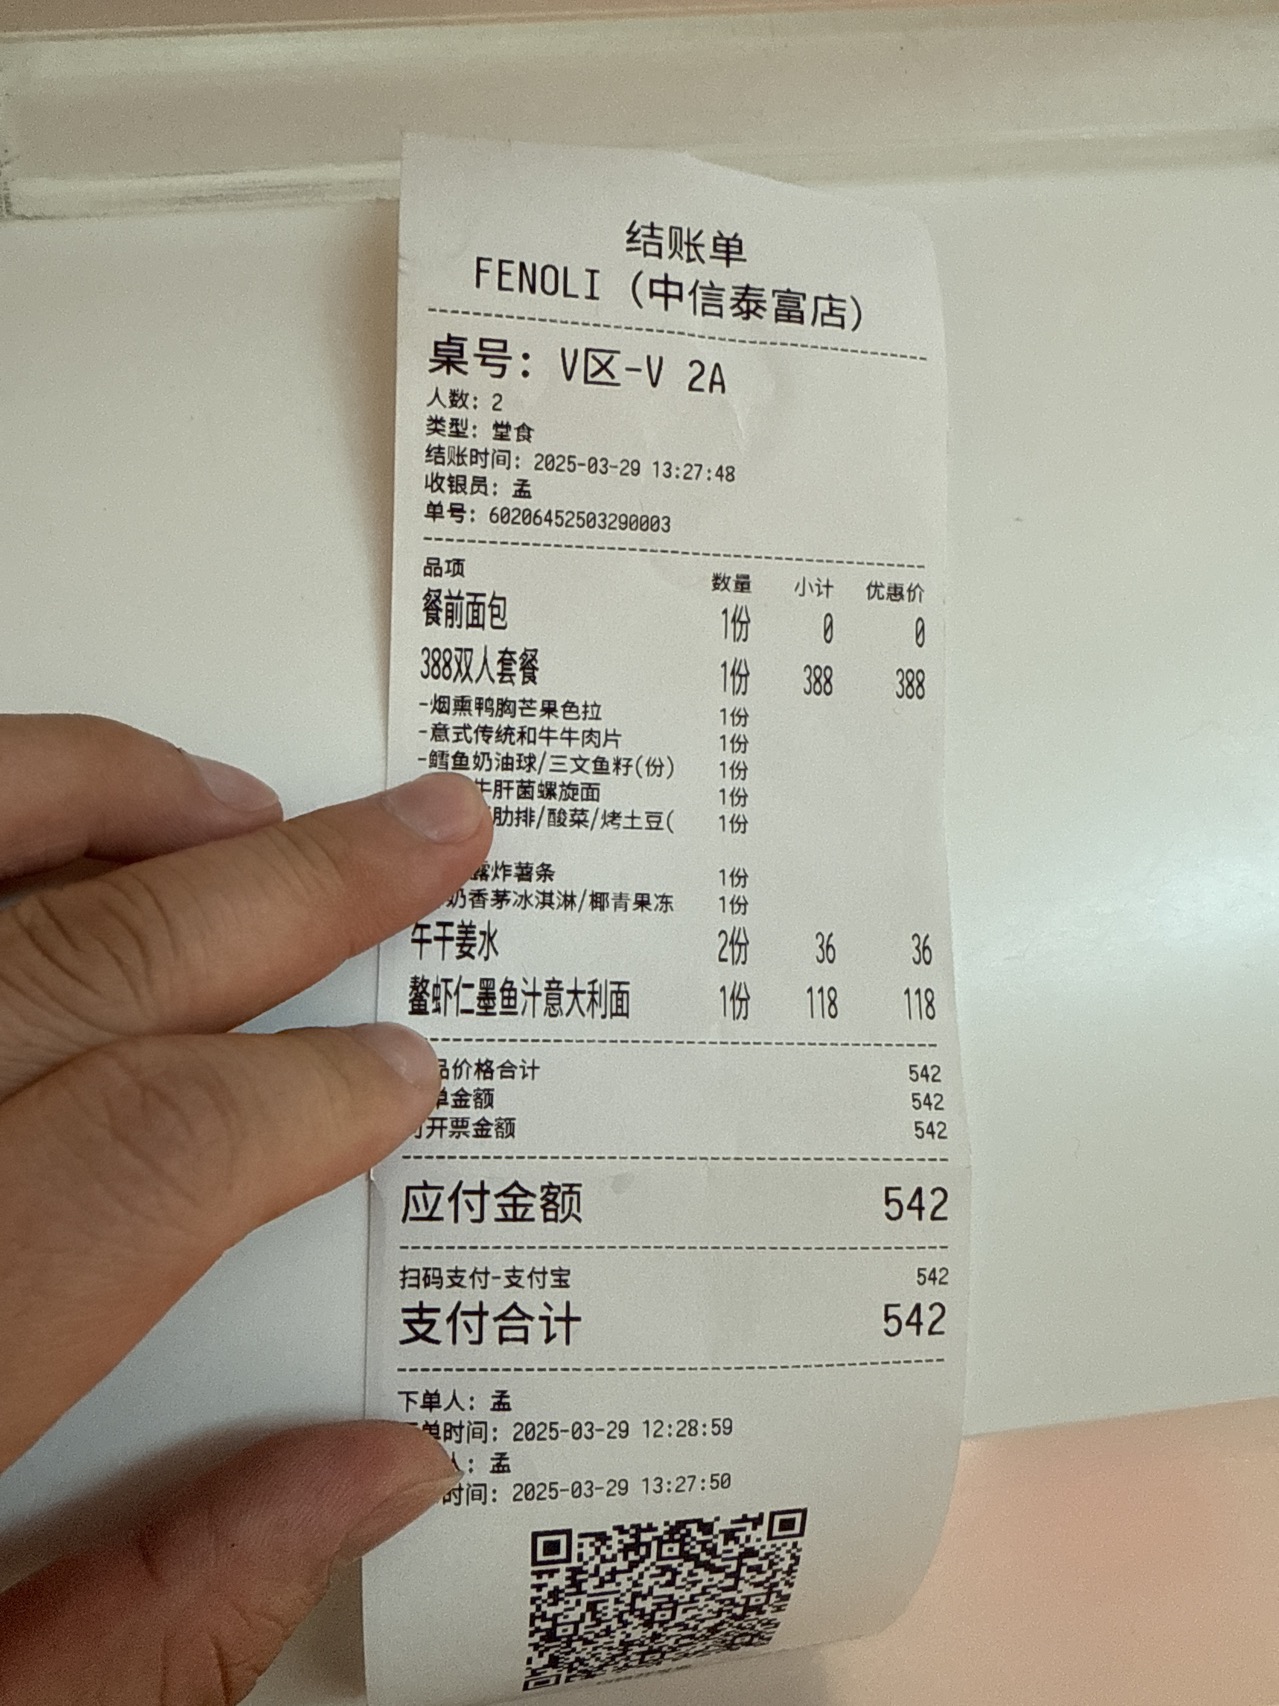 结账单
FENOLI (中信泰富店)
桌号: V区-V 2A
人数: 2
类型: 堂食
结账时间: 2025-03-29 13:27:48
收银员: 孟
单号: 602064525032​90003
品项 数量 小计 优惠价
餐前面包 1份 0 0
388双人套餐 1份 388 388
-烟熏鸭胸芒果色拉 1份
-意式传统和牛牛肉片 1份
-鳕鱼奶油球/三文鱼籽(份) 1份
牛肝菌螺旋面 1份
肋排/酸菜/烤土豆( 1份
露炸薯条 1份
奶香茅冰淇淋/椰青果冻 1份
午干姜水 2份 36 36
鳌虾仁墨鱼汁意大利面 1份 118 118
品价格合计 542
单金额 542
开票金额 542
应付金额 542
扫码支付-支付宝 542
支付合计 542
下单人: 孟
单时间: 2025-03-29 12:28:59
人: 孟
时间: 2025-03-29 13:27:50